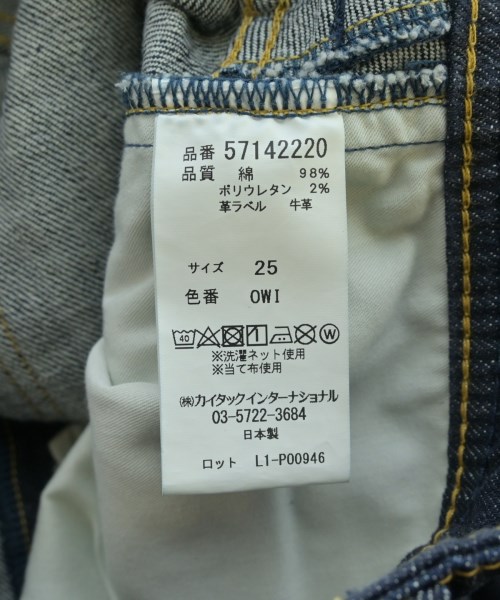 品番 57142220
品質 綿 98%
ポリウレタン 2%
革ラベル 牛革
サイズ 25
色番 OWI
40 W
※洗濯ネット使用
※当て布使用
㈱カイタックインターナショナル
03-5722-3684
日本製
ロット L1-P00946